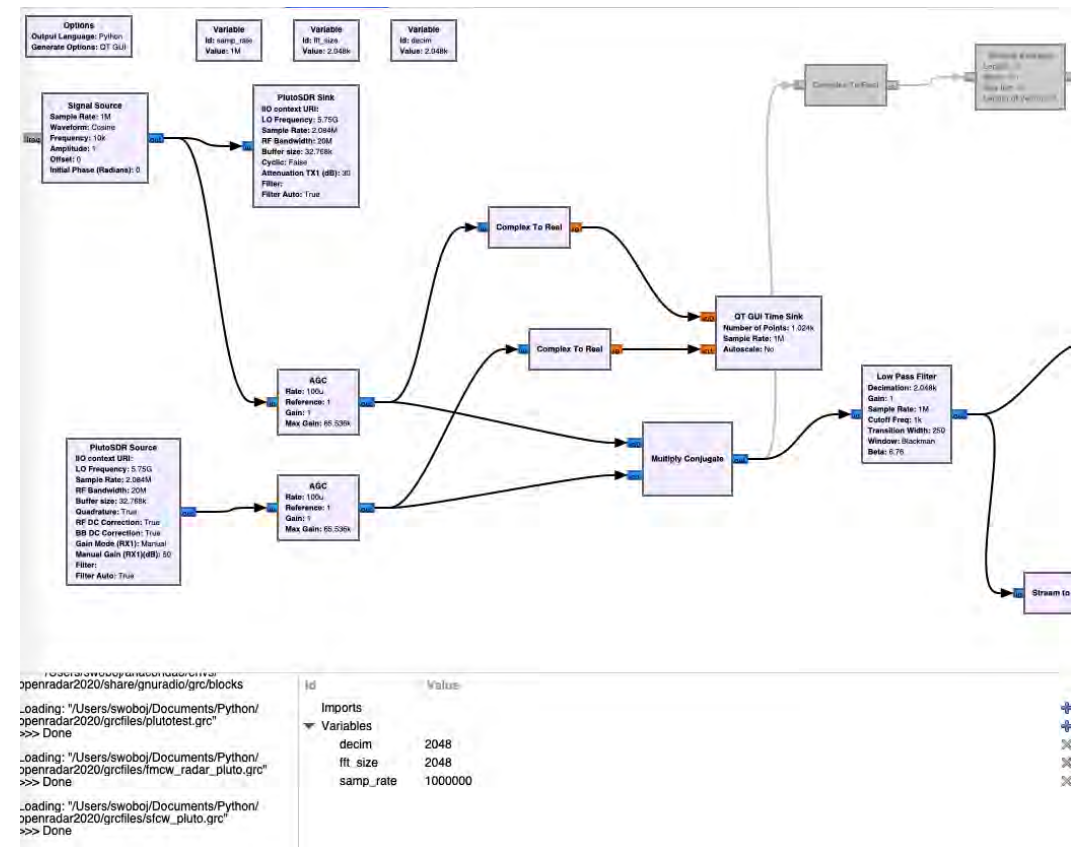 Options
Output Language: Python
Generate Options: QT GUI
Variable
Id: samp_rate
Value: 1M
Variable
Id: fft_size
Value: 2.048k
Variable
Id: decim
Value: 2.048k
Complex To Real
Signal Source
Sample Rate: 1M
Waveform: Cosine
Frequency: 10k
Amplitude: 1
Offset: 0
Initial Phase (Radians): 0
out
PlutoSDR Sink
IIO context URI:
LO Frequency: 5.75G
Sample Rate: 2.084M
RF Bandwidth: 20M
Buffer size: 32.768k
Cyclic: False
Attenuation TX1 (dB): 30
Filter:
Filter Auto: True
Complex To Real
Complex To Real
QT GUI Time Sink
Number of Points: 1.024k
Sample Rate: 1M
Autoscale: No
AGC
Rate: 100u
Reference: 1
Gain: 1
Max Gain: 65.536k
Low Pass Filter
Decimation: 2.048k
Gain: 1
Sample Rate: 1M
Cutoff Freq: 1k
Transition Width: 250
Window: Blackman
Beta: 6.76
PlutoSDR Source
IIO context URI:
LO Frequency: 5.75G
Sample Rate: 2.084M
RF Bandwidth: 20M
Buffer size: 32.768k
Quadrature: True
RF DC Correction: True
BB DC Correction: True
Gain Mode (RX1): Manual
Manual Gain (RX1)(dB): 60
Filter:
Filter Auto: True
AGC
Rate: 100u
Reference: 1
Gain: 1
Max Gain: 65.536k
Multiply Conjugate
Stream to
openradar2020/share/gnuradio/grc/blocks
Loading: "/Users/swoboj/Documents/Python/
openradar2020/grcfiles/plutotest.grc"
>>> Done
Loading: "/Users/swoboj/Documents/Python/
openradar2020/grcfiles/fmcw_radar_pluto.grc"
>>> Done
Loading: "/Users/swoboj/Documents/Python/
openradar2020/grcfiles/sfcw_pluto.grc"
>>> Done
Id Value
Imports
Variables
decim 2048
fft_size 2048
samp_rate 1000000